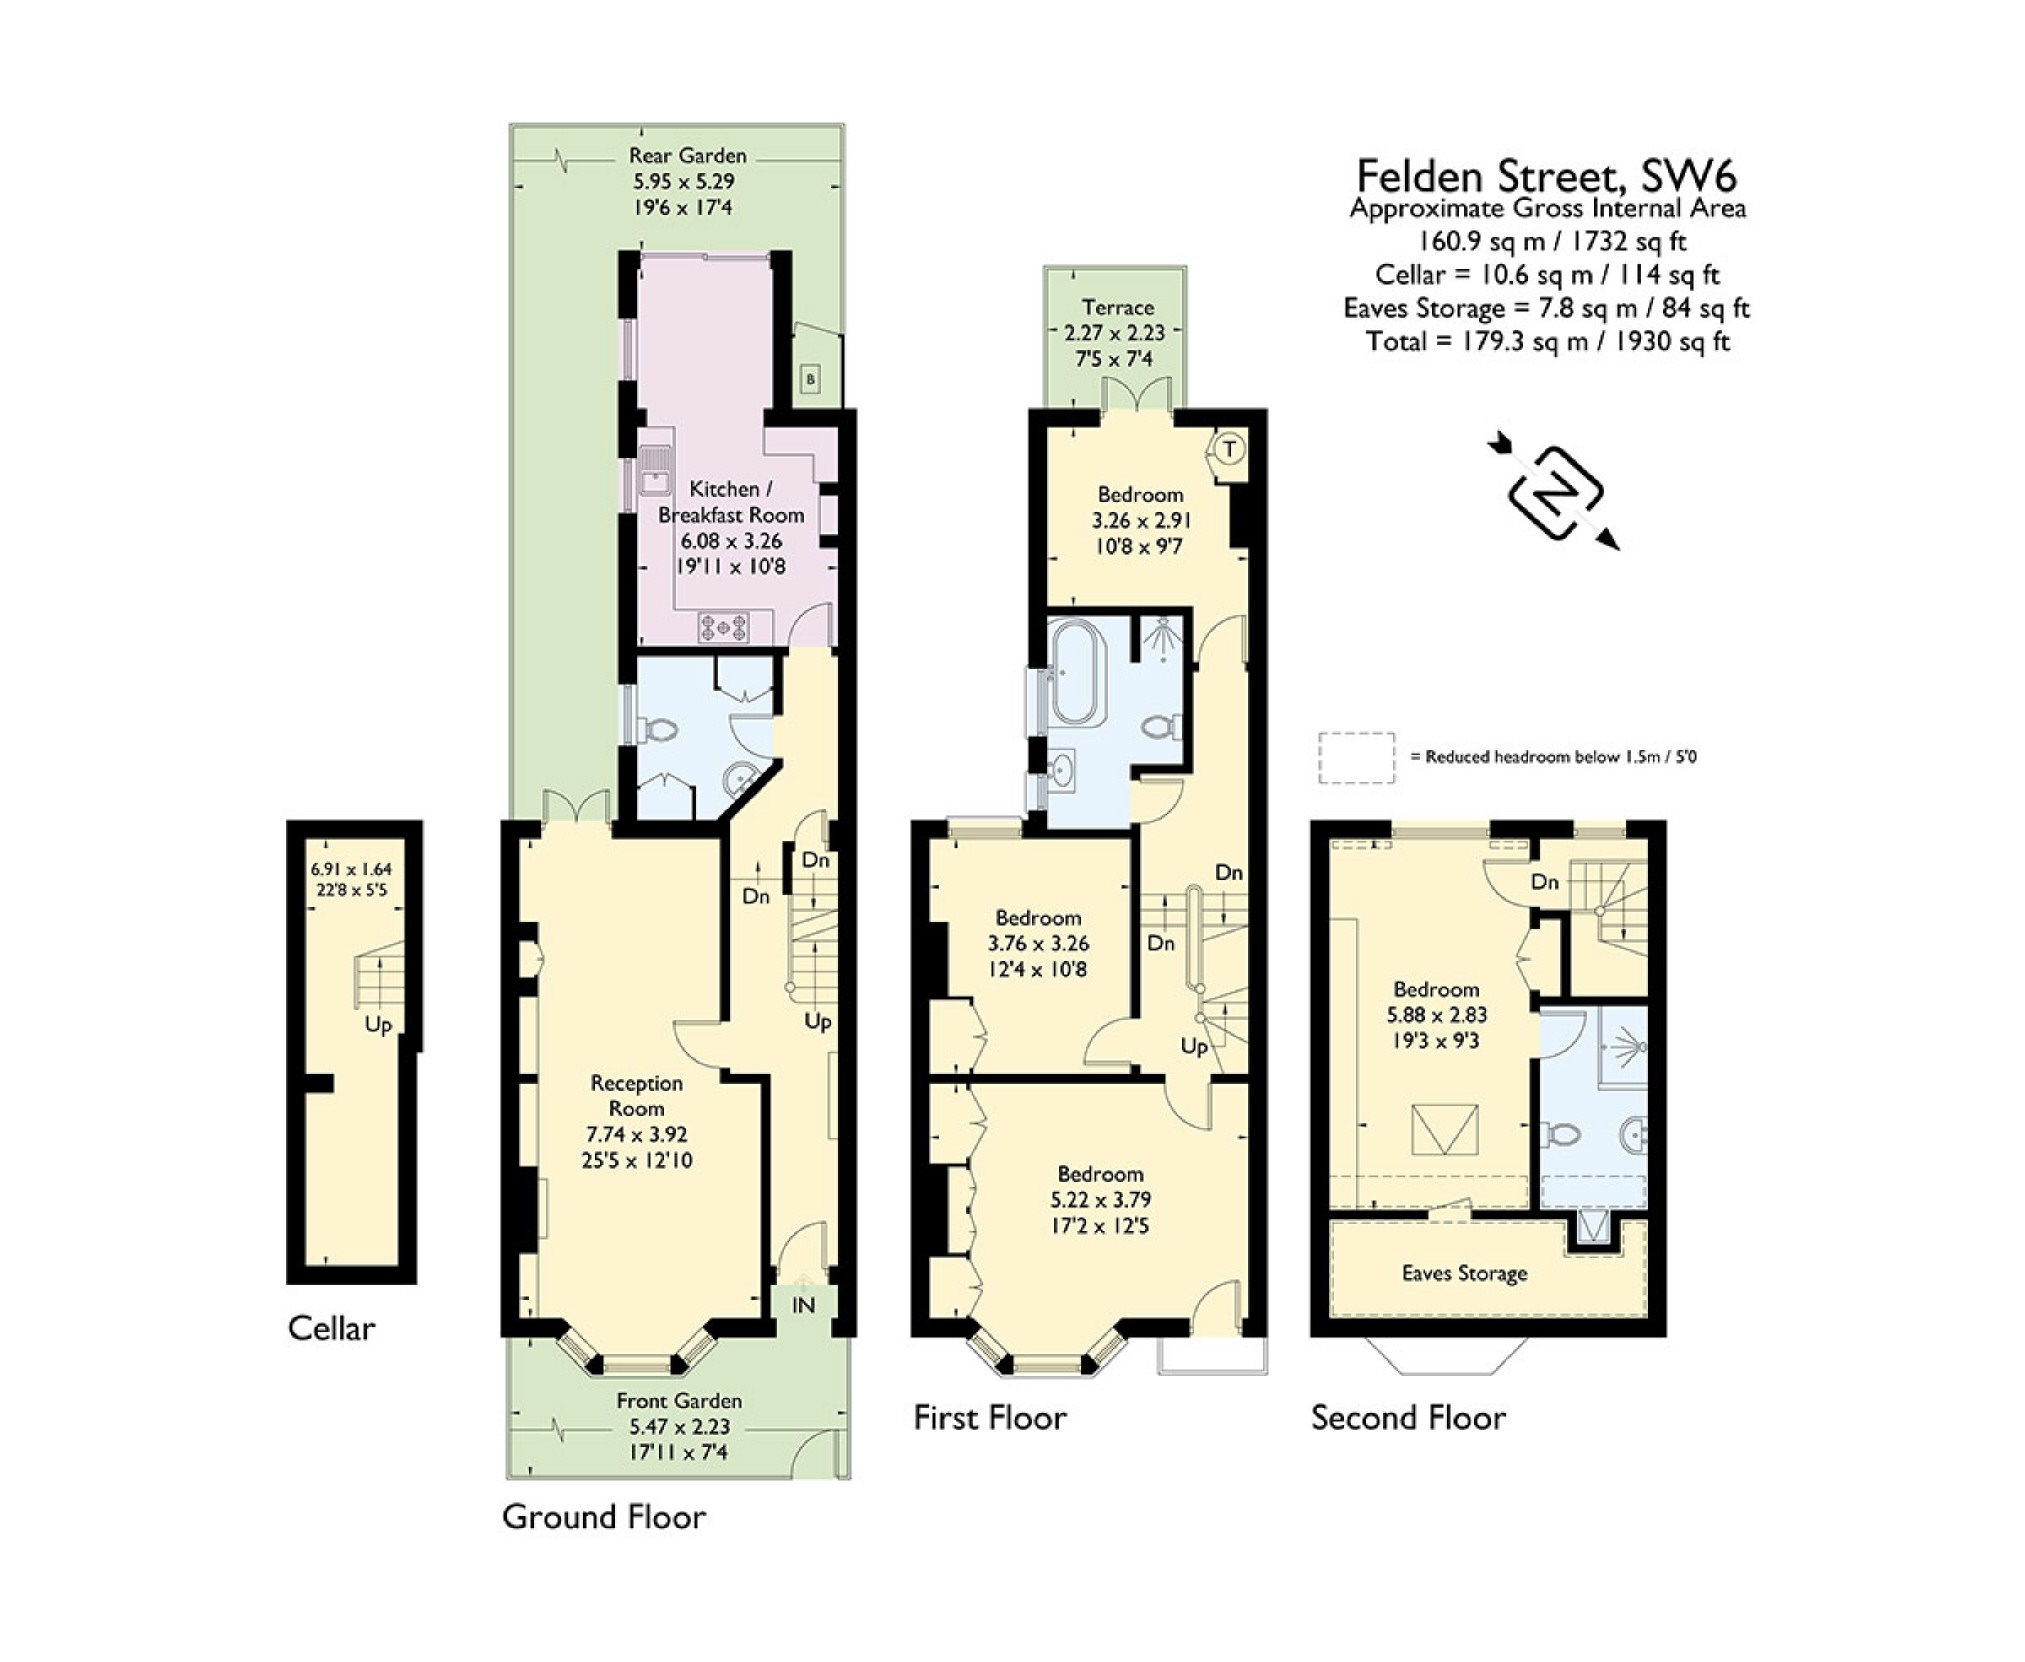 Felden Street, SW6
Approximate Gross Internal Area
160.9 sq m / 1732 sq ft
Cellar = 10.6 sq m / 114 sq ft
Eaves Storage = 7.8 sq m / 84 sq ft
Total = 179.3 sq m / 1930 sq ft
N
= Reduced headroom below 1.5m / 5'0
6.91 x 1.64
22'8 x 5'5
Up
Cellar
Rear Garden
5.95 x 5.29
19'6 x 17'4
B
Kitchen /
Breakfast Room
6.08 x 3.26
19'11 x 10'8
Dn
Dn
Up
Reception
Room
7.74 x 3.92
25'5 x 12'10
IN
Front Garden
5.47 x 2.23
17'11 x 7'4
Ground Floor
Terrace
2.27 x 2.23
7'5 x 7'4
T
Bedroom
3.26 x 2.91
10'8 x 9'7
Dn
Dn
Bedroom
3.76 x 3.26
12'4 x 10'8
Up
Bedroom
5.22 x 3.79
17'2 x 12'5
First Floor
Dn
Bedroom
5.88 x 2.83
19'3 x 9'3
Eaves Storage
Second Floor